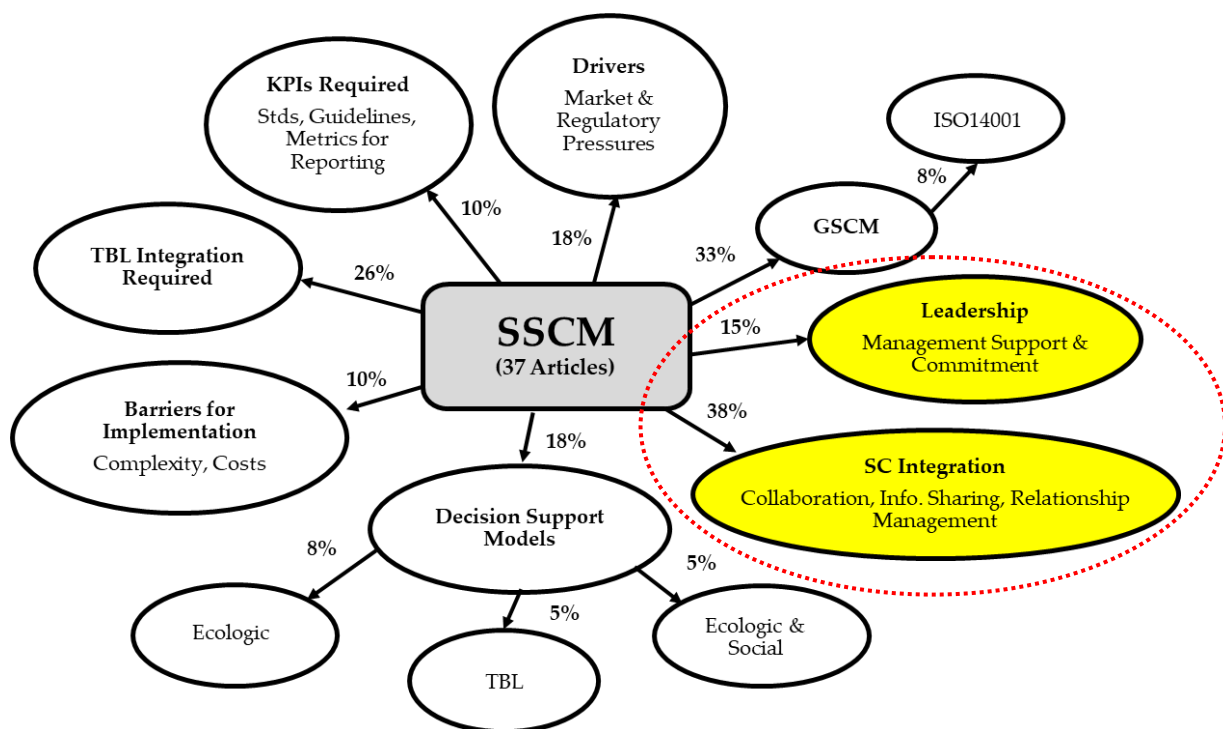 KPIs Required
Stds, Guidelines,
Metrics for
Reporting
Drivers
Market &
Regulatory
Pressures
ISO14001
8%
GSCM
10%
18%
33%
TBL Integration
Required
26%
SSCM
(37 Articles)
15%
Leadership
Management Support &
Commitment
10%
Barriers for
Implementation
Complexity, Costs
38%
SC Integration
Collaboration, Info. Sharing, Relationship
Management
18%
Decision Support
Models
8%
5%
5%
Ecologic
TBL
Ecologic &
Social